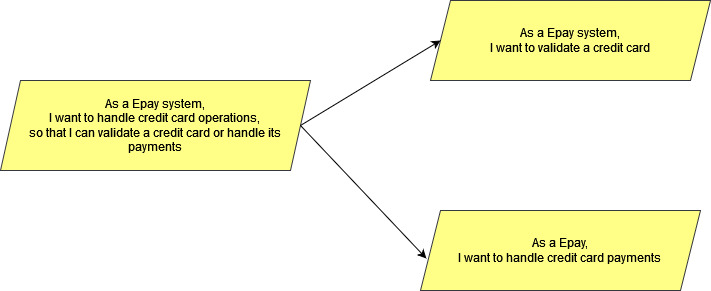 As a Epay system,
I want to validate a credit card
As a Epay system,
I want to handle credit card operations,
so that I can validate a credit card or handle its
payments
As a Epay,
I want to handle credit card payments